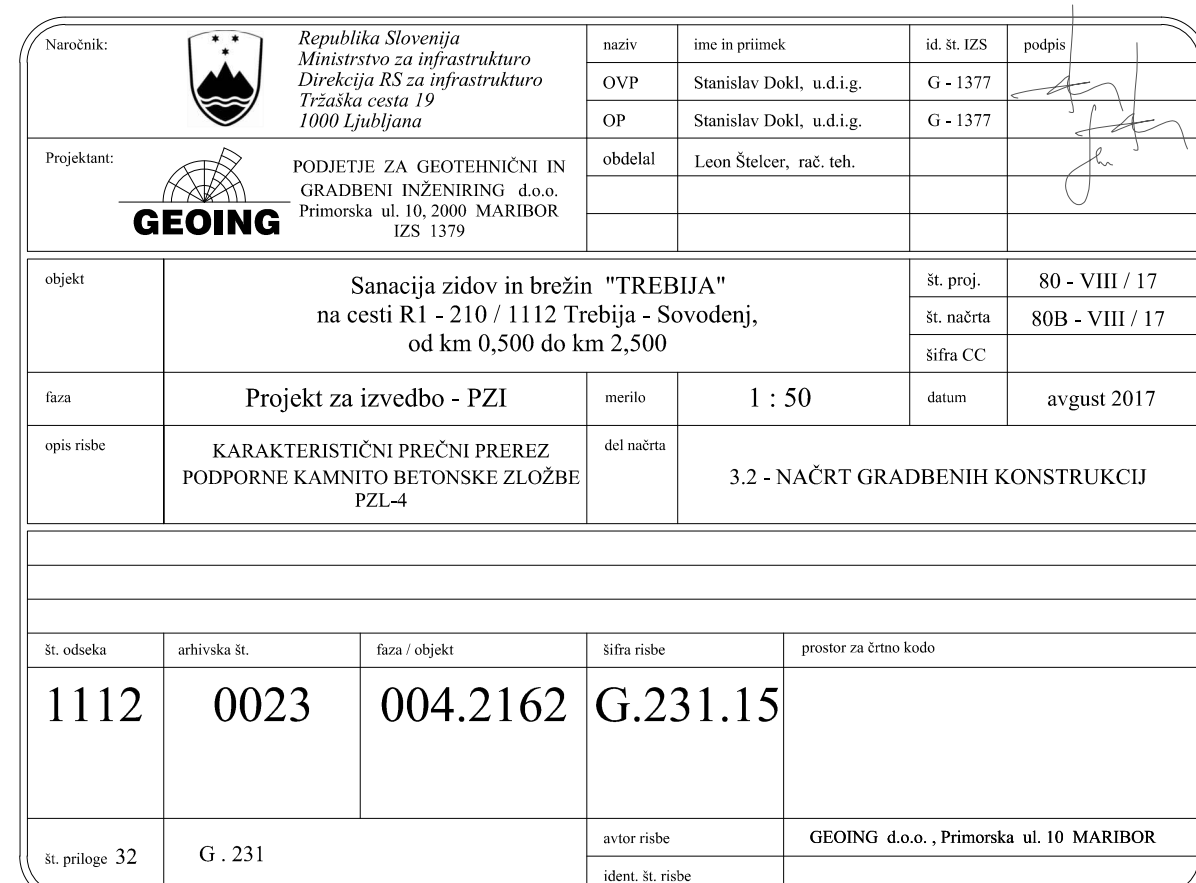 Naročnik:
Republika Slovenija
Ministrstvo za infrastrukturo
Direkcija RS za infrastrukturo
Tržaška cesta 19
1000 Ljubljana
naziv ime in priimek id. št. IZS podpis
OVP Stanislav Dokl, u.d.i.g. G - 1377
OP Stanislav Dokl, u.d.i.g. G - 1377
Projektant:
GEOING
PODJETJE ZA GEOTEHNIČNI IN
GRADBENI INŽENIRING d.o.o.
Primorska ul. 10, 2000 MARIBOR
IZS 1379
obdelal Leon Štelcer, rač. teh.
objekt
Sanacija zidov in brežin "TREBIJA"
na cesti R1 - 210 / 1112 Trebija - Sovodenj,
od km 0,500 do km 2,500
št. proj. 80 - VIII / 17
št. načrta 80B - VIII / 17
šifra CC
faza Projekt za izvedbo - PZI merilo 1 : 50 datum avgust 2017
opis risbe
KARAKTERISTIČNI PREČNI PREREZ
PODPORNE KAMNITO BETONSKE ZLOŽBE
PZL-4
del načrta
3.2 - NAČRT GRADBENIH KONSTRUKCIJ
št. odseka arhivska št. faza / objekt šifra risbe prostor za črtno kodo
1112 0023 004.2162 G.231.15
št. priloge 32 G . 231
avtor risbe GEOING d.o.o. , Primorska ul. 10 MARIBOR
ident. št. risbe